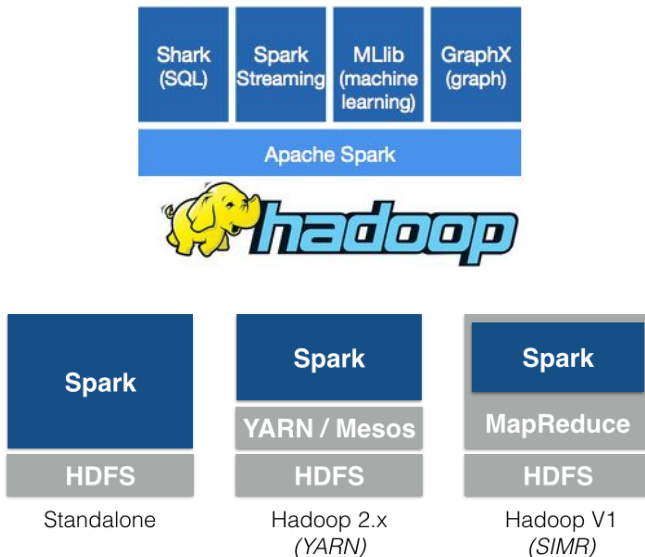 Shark
(SQL)
Spark
Streaming
MLlib
(machine
learning)
GraphX
(graph)
Apache Spark
hadoop
Spark
HDFS
Standalone
Spark
YARN / Mesos
HDFS
Hadoop 2.x
(YARN)
Spark
MapReduce
HDFS
Hadoop V1
(SIMR)